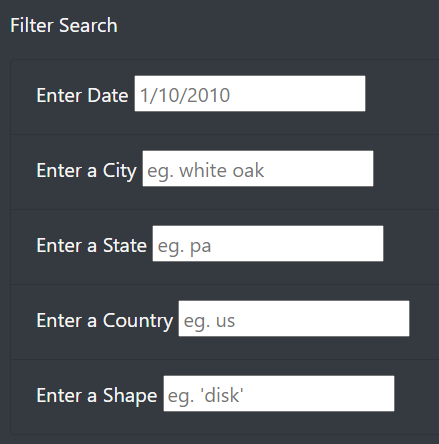 Filter Search
Enter Date 1/10/2010
Enter a City eg. white oak
Enter a State eg. pa
Enter a Country eg. us
Enter a Shape eg. 'disk'